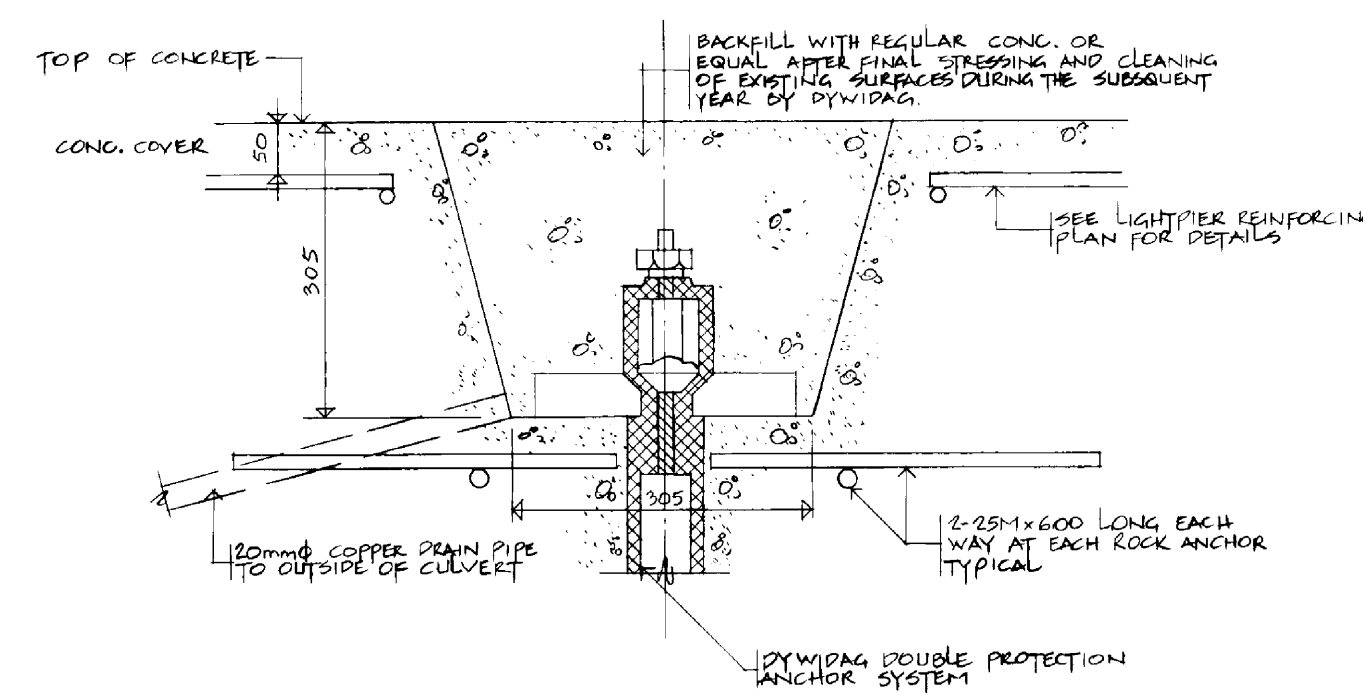 TOP OF CONCRETE
BACKFILL WITH REGULAR CONC. OR
EQUAL AFTER FINAL STRESSING AND CLEANING
OF EXISTING SURFACES DURING THE SUBSQUENT
YEAR BY DYWIDAG.
CONC. COVER
50
305
SEE LIGHTPIER REINFORCIN
PLAN FOR DETAILS
305
20mmϕ COPPER DRAIN PIPE
TO OUTSIDE OF CULVERT
2-25M×600 LONG EACH
WAY AT EACH ROCK ANCHOR
TYPICAL
DYWIDAG DOUBLE PROTECTION
ANCHOR SYSTEM